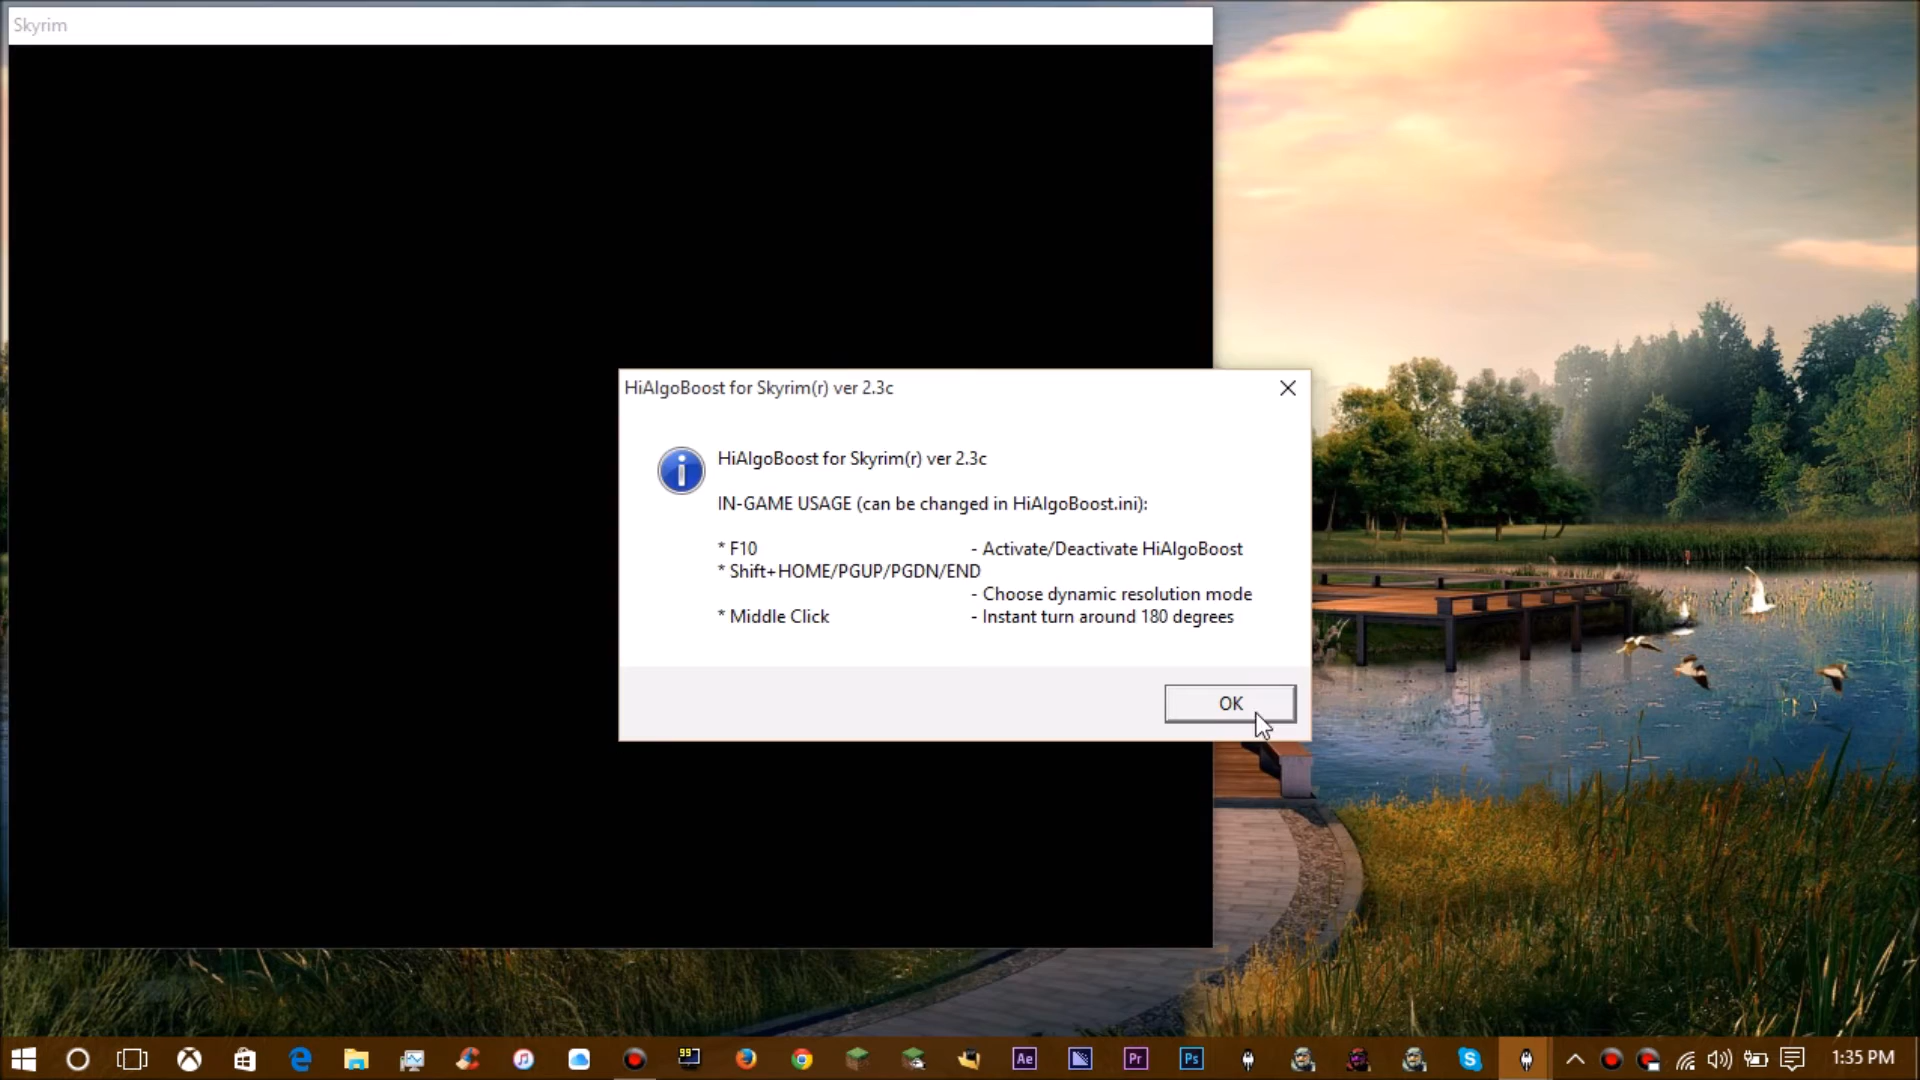 Skyrim
HiAlgoBoost for Skyrim(r) ver 2.3c
HiAlgoBoost for Skyrim(r) ver 2.3c
IN-GAME USAGE (can be changed in HiAlgoBoost.ini):
* F10 - Activate/Deactivate HiAlgoBoost
* Shift+HOME/PGUP/PGDN/END
- Choose dynamic resolution mode
* Middle Click - Instant turn around 180 degrees
OK
99
Ae
Pr
Ps
1:35 PM